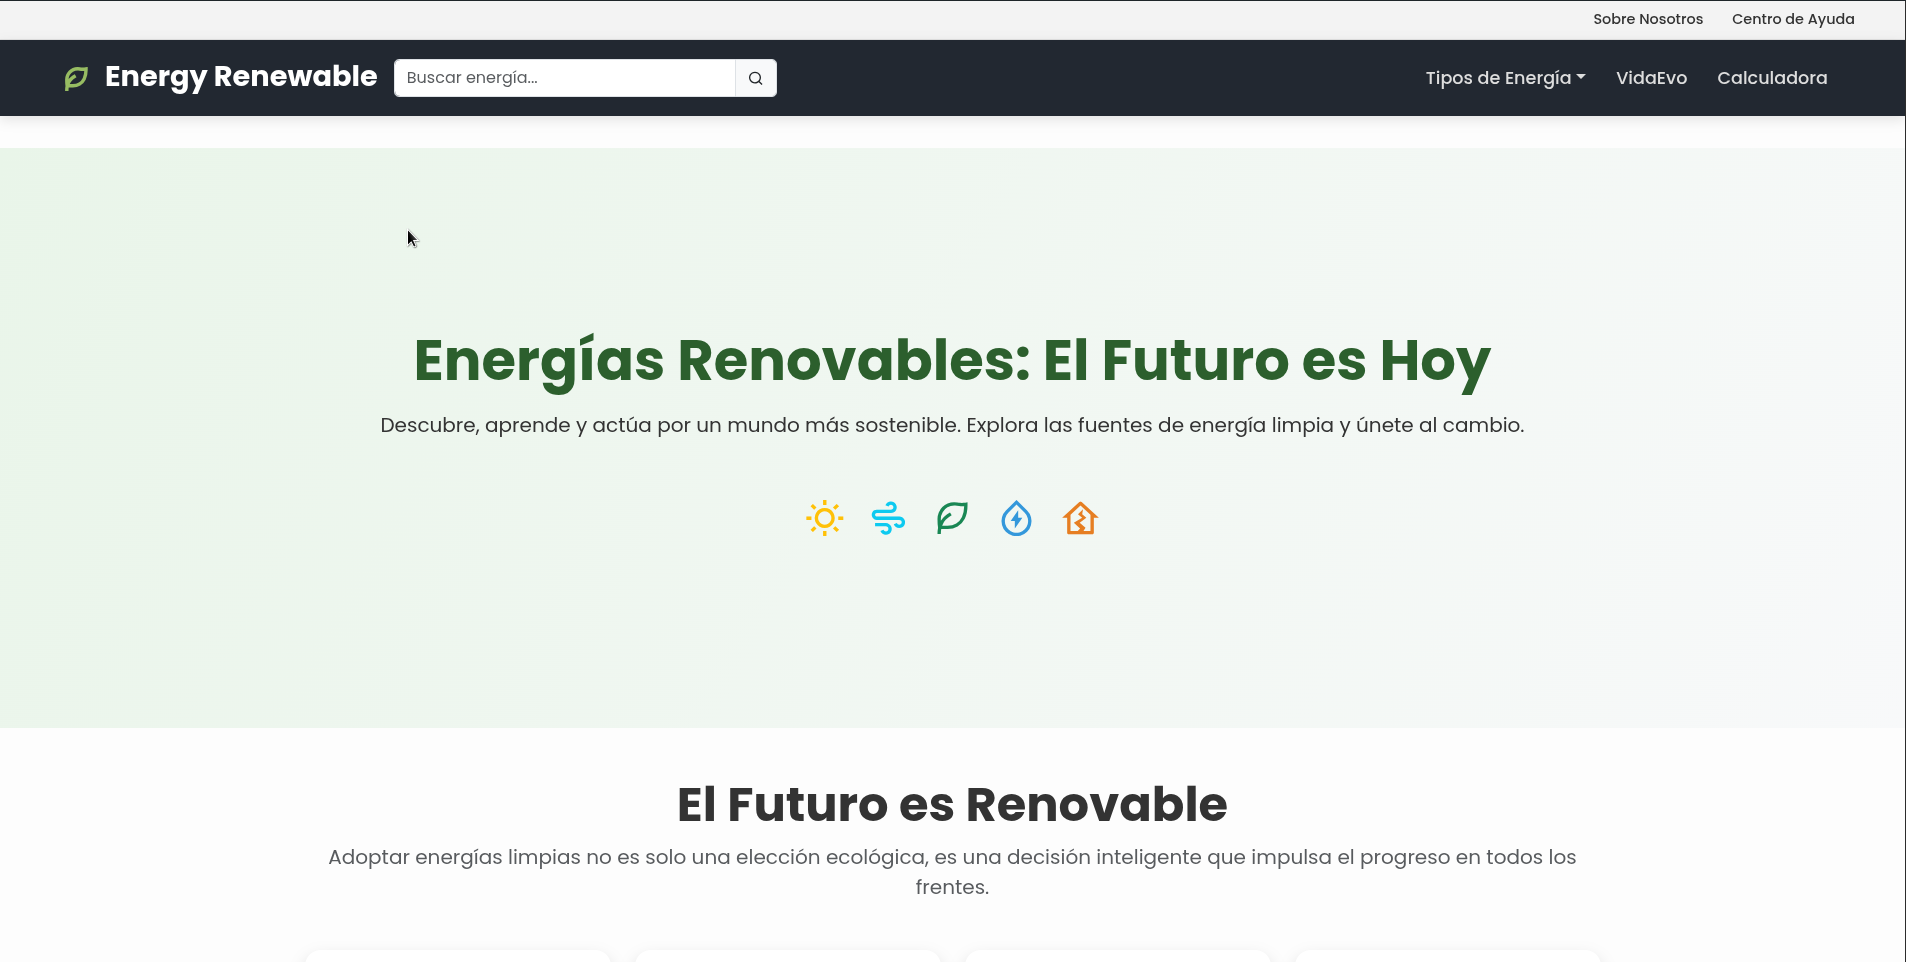 Sobre Nosotros Centro de Ayuda
Energy Renewable Buscar energía... Tipos de Energía VidaEvo Calculadora
Energías Renovables: El Futuro es Hoy
Descubre, aprende y actúa por un mundo más sostenible. Explora las fuentes de energía limpia y únete al cambio.
El Futuro es Renovable
Adoptar energías limpias no es solo una elección ecológica, es una decisión inteligente que impulsa el progreso en todos los
frentes.